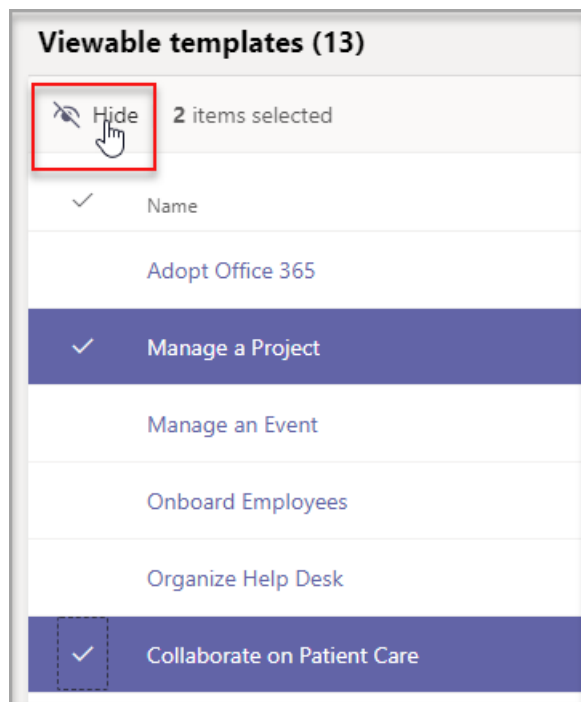 Viewable templates (13)
Hide 2 items selected
Name
Adopt Office 365
Manage a Project
Manage an Event
Onboard Employees
Organize Help Desk
Collaborate on Patient Care